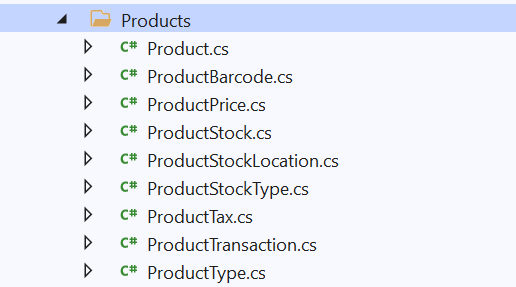 Products
C# Product.cs
C# ProductBarcode.cs
C# ProductPrice.cs
C# ProductStock.cs
C# ProductStockLocation.cs
C# ProductStockType.cs
C# ProductTax.cs
C# ProductTransaction.cs
C# ProductType.cs